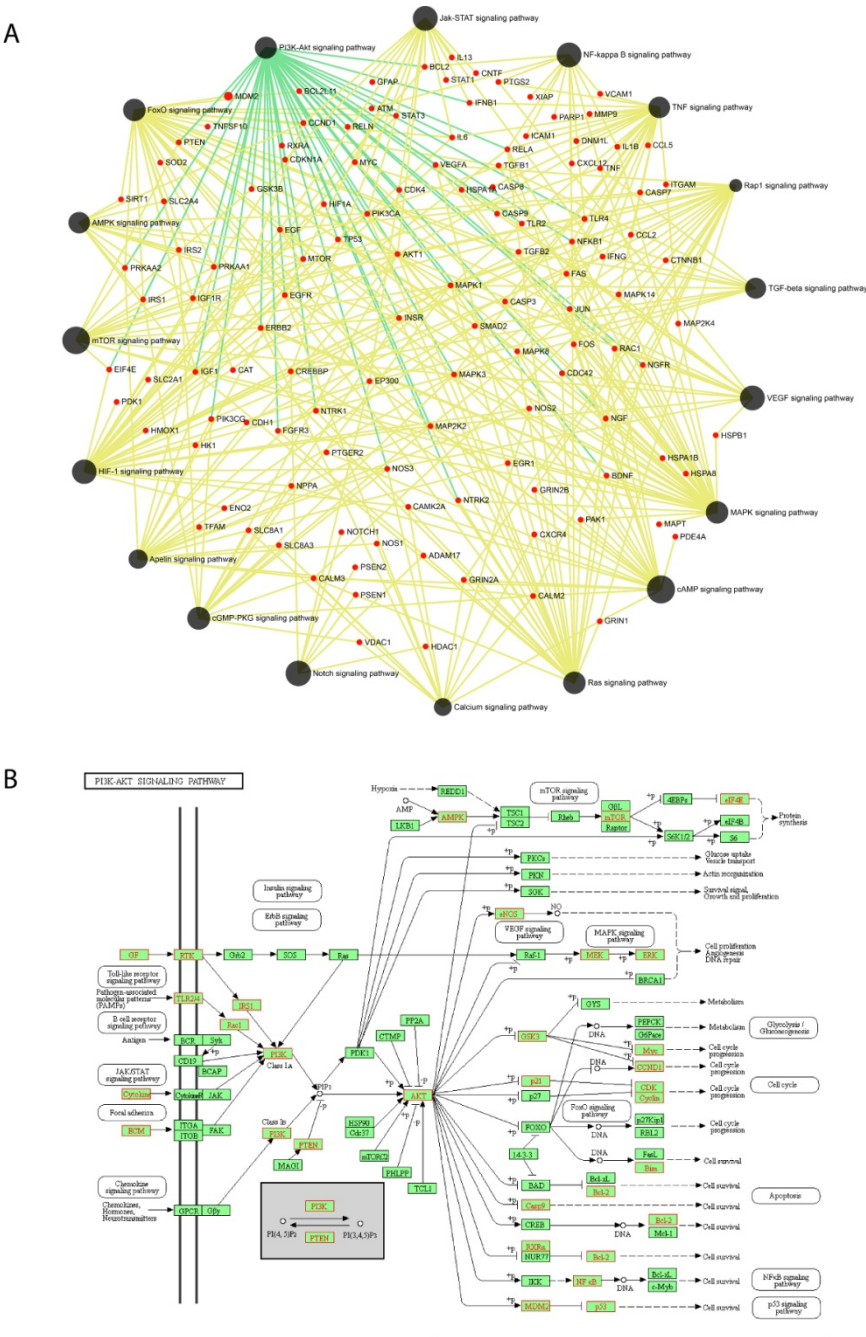 A
Jak-STAT signaling pathway
PI3K-Akt signaling pathway
NF-kappa B signaling pathway
IL13
BCL2
CNTF
STAT1
PTGS2
GFAP
BCL2L11
MDM2
FoxO signaling pathway
XIAP
VCAM1
IFNB1
TNF signaling pathway
ATM
STAT3
PARP1
MMP9
TNFSF10
CCND1
RELN
PTEN
RXRA
IL6
ICAM1
DNM1L
RELA
IL1B
CCL5
SOD2
CDKN1A
MYC
VEGFA
TGFB1
CXCL12
TNF
Rap1 signaling pathway
GSK3B
CDK4
HSPA1A
CASP8
ITGAM
CASP7
SIRT1
SLC2A4
HIF1A
PIK3CA
CASP9
TLR2
TLR4
AMPK signaling pathway
EGF
TP53
NFKB1
CCL2
IRS2
MTOR
AKT1
TGFB2
IFNG
CTNNB1
PRKAA2
PRKAA1
FAS
TGF-beta signaling pathway
IRS1
IGF1R
EGFR
MAPK1
CASP3
MAPK14
JUN
INSR
SMAD2
MAP2K4
ERBB2
mTOR signaling pathway
FOS
RAC1
MAPK8
NGFR
EIF4E
SLC2A1
IGF1
CAT
CREBBP
EP300
MAPK3
CDC42
PDK1
VEGF signaling pathway
NTRK1
NOS2
NGF
PIK3CG
CDH1
FGFR3
MAP2K2
HMOX1
HK1
HSPB1
PTGER2
HSPA1B
HIF-1 signaling pathway
NOS3
EGR1
BDNF
HSPA8
NPPA
GRIN2B
NTRK2
ENO2
CAMK2A
MAPK signaling pathway
PAK1
MAPT
TFAM
SLC8A1
NOTCH1
CXCR4
PDE4A
SLC8A3
NOS1
ADAM17
Apelin signaling pathway
PSEN2
CALM3
GRIN2A
cAMP signaling pathway
PSEN1
CALM2
cGMP-PKG signaling pathway
GRIN1
VDAC1
HDAC1
Notch signaling pathway
Ras signaling pathway
Calcium signaling pathway
B
PI3K-AKT SIGNALING PATHWAY
Hypoxia
REDD1
mTOR signaling
pathway
AMP
LKB1
AMPK
TSC1
TSC2
Rheb
GβL
mTOR
Raptor
+p
4EBPs
eIF4E
S6K1/2
+p
eIF4B
+p
S6
Protein
synthesis
PKCs
Glucose uptake
Vesicle transport
PKN
Actin reorganization
SGK
Survival signal,
Growth and proliferation
Insulin signaling
pathway
ErbB signaling
pathway
+p
eNOS
NO
VEGF signaling
pathway
MAPK signaling
pathway
GF
RTK
Grb2
SOS
Ras
Raf-1
+p
MEK
+p
ERK
Cell proliferation
Angiogenesis
DNA repair
+p
BRCA1
Toll-like receptor
signaling pathway
Pathogen-associated
molecular patterns
(PAMPs)
TLR2/4
IRS1
Rac1
B cell receptor
signaling pathway
Antigen
BCR
Syk
+p
CD19
BCAP
PI3K
Class IA
PDK1
PP2A
CTMP
GYS
Metabolism
+p
GSK3
DNA
PEPCK
G6Pase
Metabolism
Glycolysis /
Gluconeogenesis
Myc
Cell cycle
progression
DNA
CCND1
Cell cycle
progression
JAK/STAT
signaling pathway
Cytokine
CytokineR
JAK
PIP3
+p
-p
AKT
+p
p21
p27
CDK
Cyclin
Cell cycle
progression
Cell cycle
Focal adhesion
ECM
ITGA
ITGB
FAK
Class IB
PI3K
-p
PTEN
MAGI
HSP90
Cdc37
+p
-p
mTORC2
PHLPP
TCL1
FoxO signaling
pathway
+p
FOXO
DNA
p27Kip1
RBL2
Cell cycle
progression
14-3-3
DNA
FasL
Bim
Cell survival
+p
BAD
Bcl-xL
Bcl-2
Cell survival
Apoptosis
Chemokine
signaling pathway
Chemokines,
Hormones,
Neurotransmitters
GPCR
Gβγ
PI3K
PI(4,5)P2
PI(3,4,5)P3
PTEN
+p
Casp9
Cell survival
+p
CREB
DNA
Bcl-2
Mcl-1
Cell survival
+p
RXRα
NUR77
Bcl-2
Cell survival
+p
IKK
NFκB
DNA
Bcl-xL
c-Myb
Cell survival
NFκB signaling
pathway
+p
MDM2
p53
Cell survival
p53 signaling
pathway